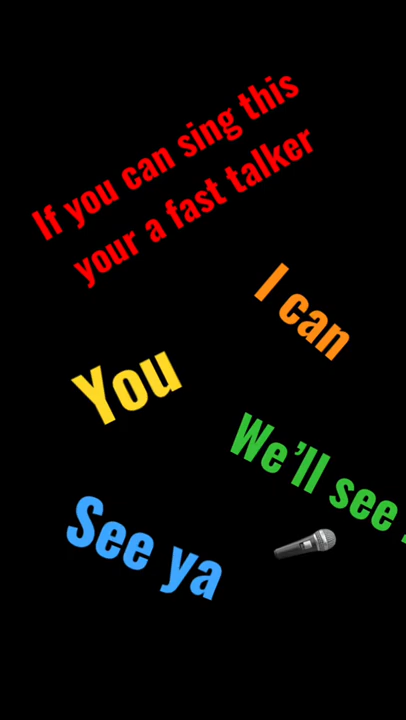 If you can sing this
your a fast talker
I can
You
We'll see
See ya